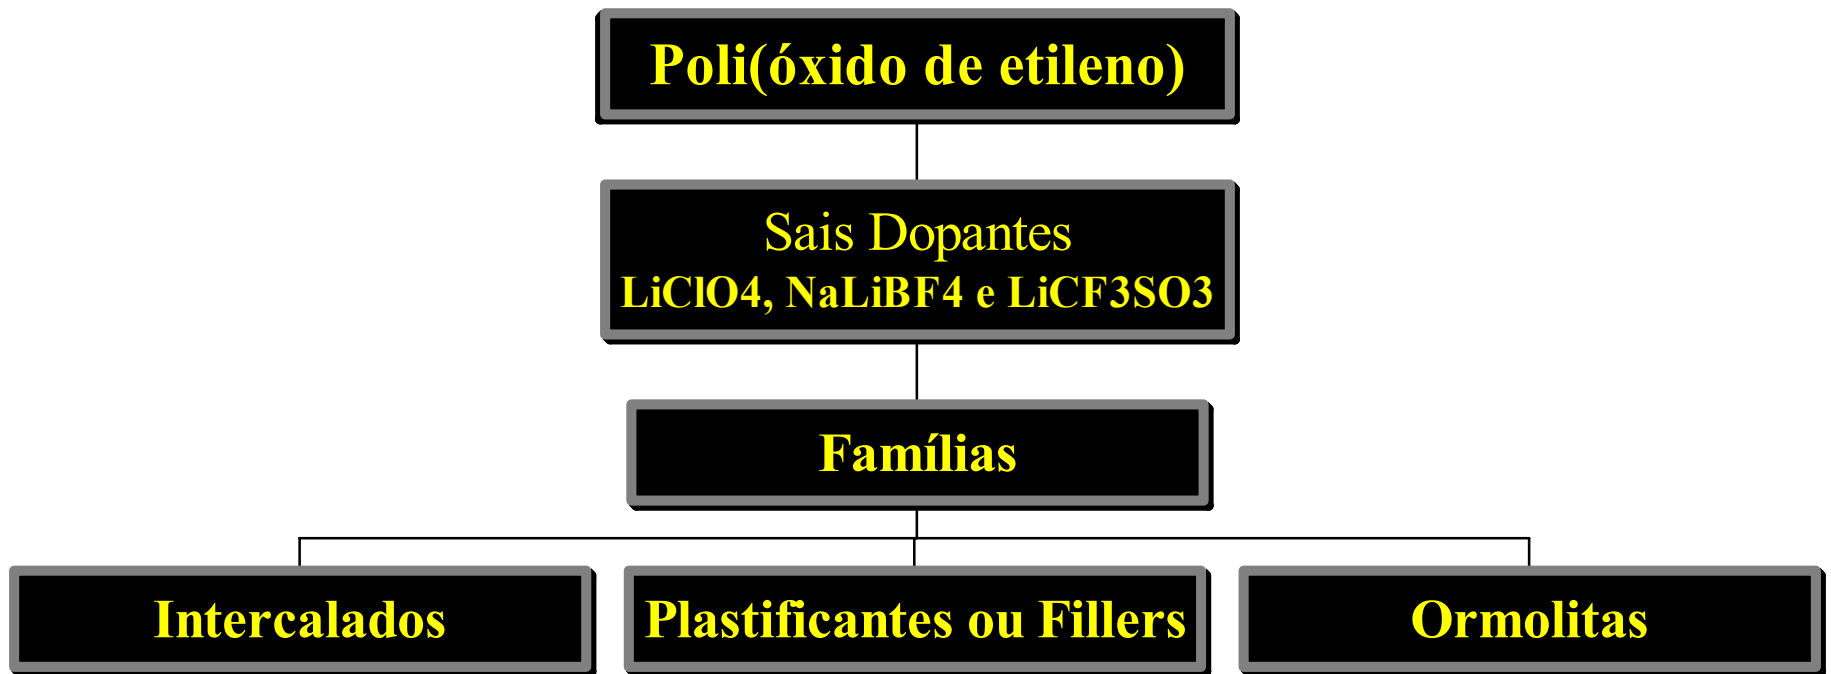 Poli(óxido de etileno)
Sais Dopantes
LiClO4, NaLiBF4 e LiCF3SO3
Famílias
Intercalados
Plastificantes ou Fillers
Ormolitas